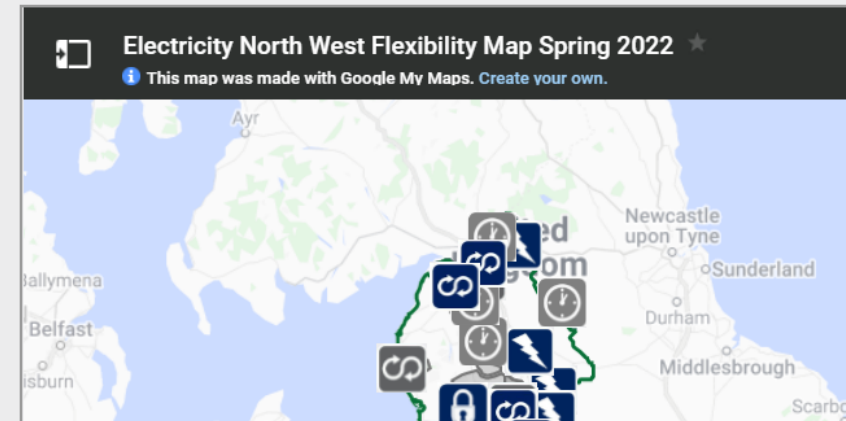 Electricity North West Flexibility Map Spring 2022
This map was made with Google My Maps. Create your own.
Ayr
Newcastle
upon Tyne
Sunderland
Durham
Belfast
Middlesbrough